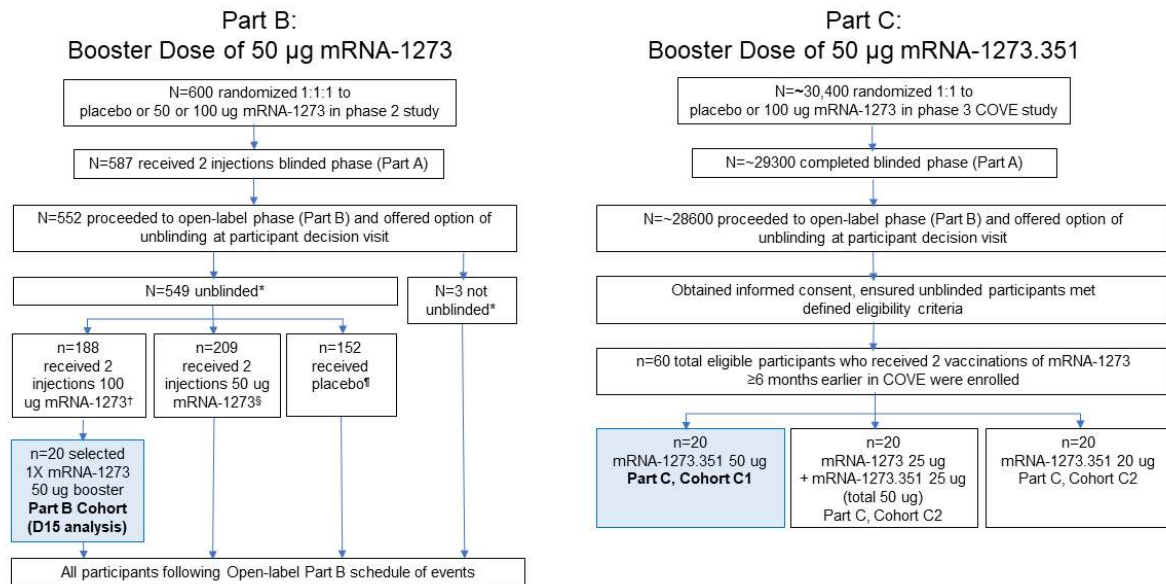 Part B:
Booster Dose of 50 µg mRNA-1273
N=600 randomized 1:1:1 to
placebo or 50 or 100 ug mRNA-1273 in phase 2 study
N=587 received 2 injections blinded phase (Part A)
N=552 proceeded to open-label phase (Part B) and offered option of
unblinding at participant decision visit
N=549 unblinded*
N=3 not
unblinded*
n=188
received 2
injections 100
ug mRNA-1273†
n=209
received 2
injections 50 ug
mRNA-1273§
n=152
received
placebo¶
n=20 selected
1X mRNA-1273
50 ug booster
Part B Cohort
(D15 analysis)
All participants following Open-label Part B schedule of events
Part C:
Booster Dose of 50 µg mRNA-1273.351
N=~30,400 randomized 1:1 to
placebo or 100 ug mRNA-1273 in phase 3 COVE study
N=~29300 completed blinded phase (Part A)
N=~28600 proceeded to open-label phase (Part B) and offered option of
unblinding at participant decision visit
Obtained informed consent, ensured unblinded participants met
defined eligibility criteria
n=60 total eligible participants who received 2 vaccinations of mRNA-1273
≥6 months earlier in COVE were enrolled
n=20
mRNA-1273.351 50 ug
Part C, Cohort C1
n=20
mRNA-1273 25 ug
+ mRNA-1273.351 25 ug
(total 50 ug)
Part C, Cohort C2
n=20
mRNA-1273.351 20 ug
Part C, Cohort C2